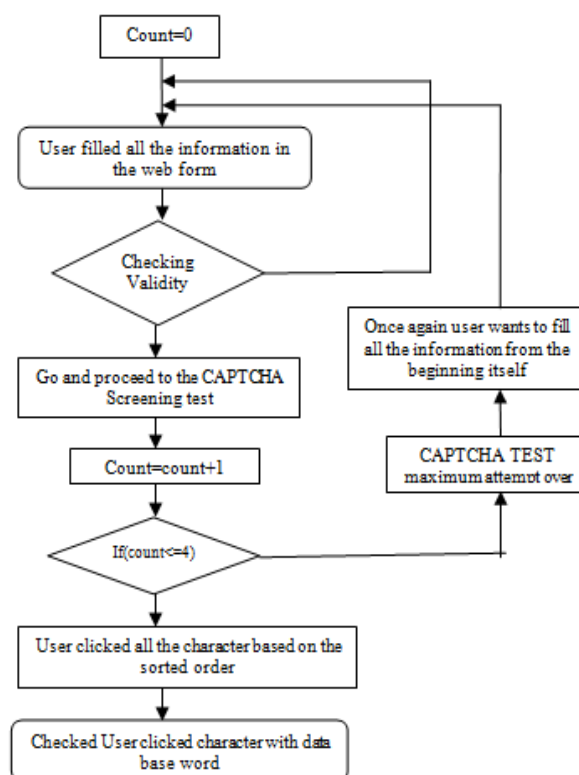 Count=0
User filled all the information in
the web form
Checking
Validity
Once again user wants to fill
all the information from the
beginning itself
Go and proceed to the CAPTCHA
Screening test
CAPTCHA TEST
maximum attempt over
Count=count+1
If(count<=4)
User clicked all the character based on the
sorted order
Checked User clicked character with data
base word